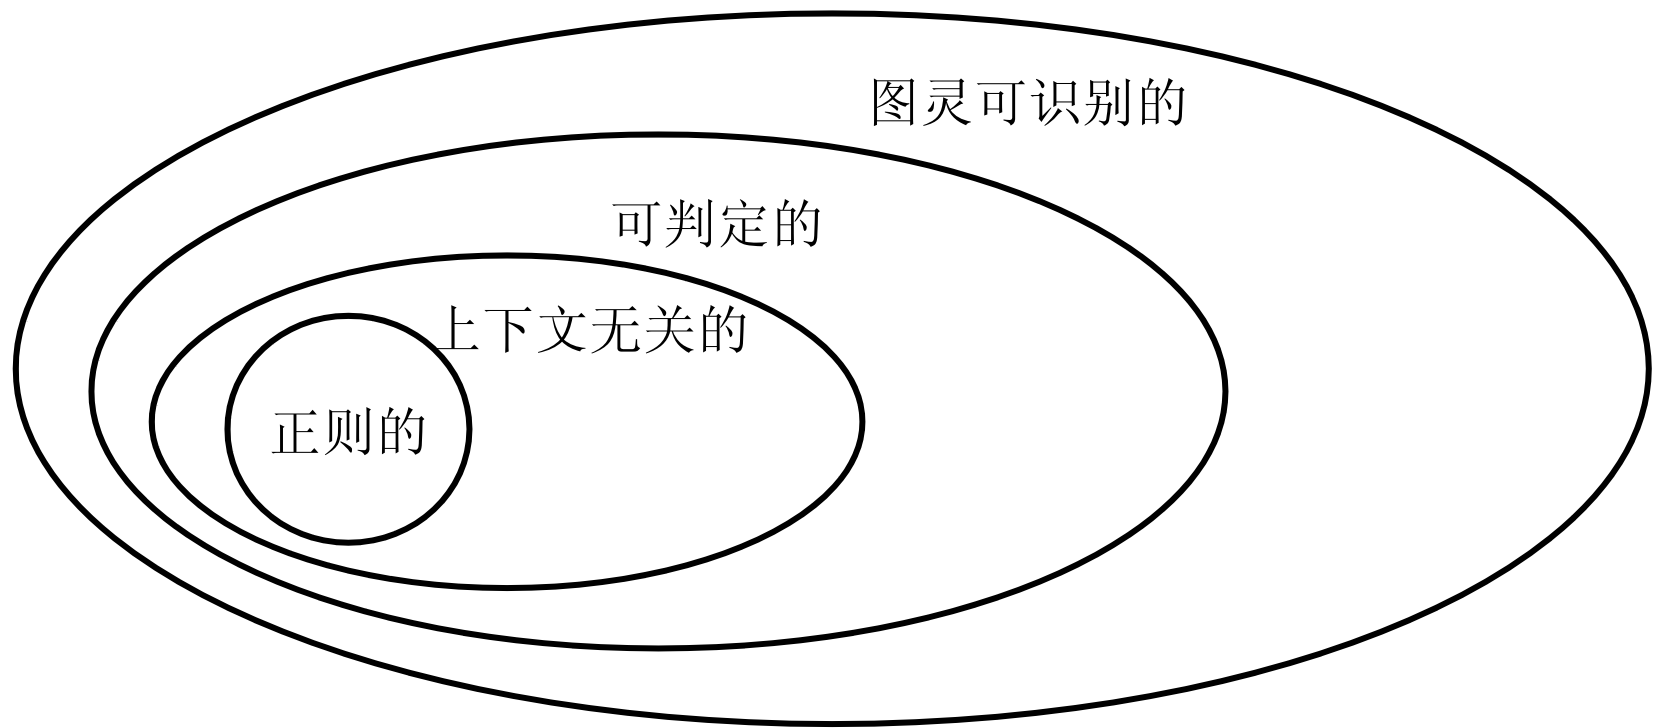 图灵可识别的
可判定的
上下文无关的
正则的